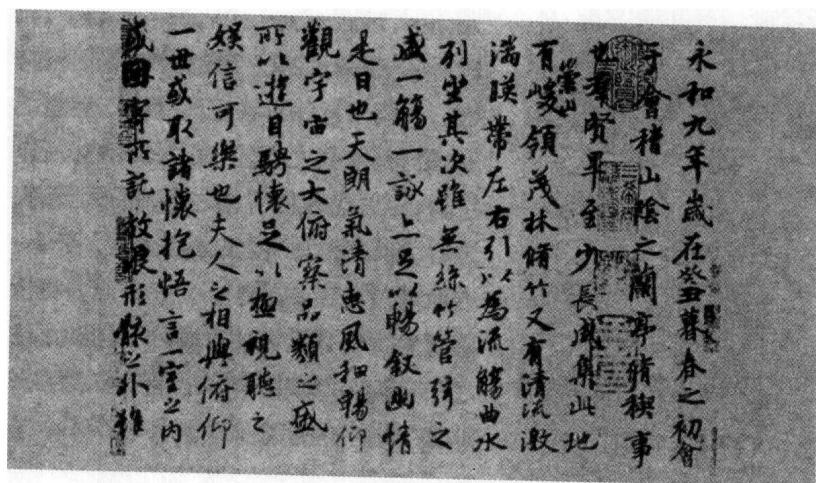 永和九年歲在癸丑暮春之初會
于會稽山陰之蘭亭脩稧事
也羣賢畢至少長咸集此地
有崇山峻領茂林脩竹又有清流激
湍暎帶左右引以為流觴曲水
列坐其次雖無絲竹管弦之
盛一觴一詠上足以暢敘幽情
是日也天朗氣清惠風和暢仰
觀宇宙之大俯察品類之盛
所以遊目騁懷足以極視聽之
娛信可樂也夫人之相與俯仰
一世或取諸懷抱悟言一室之內
或因寄所託放浪形骸之外雖